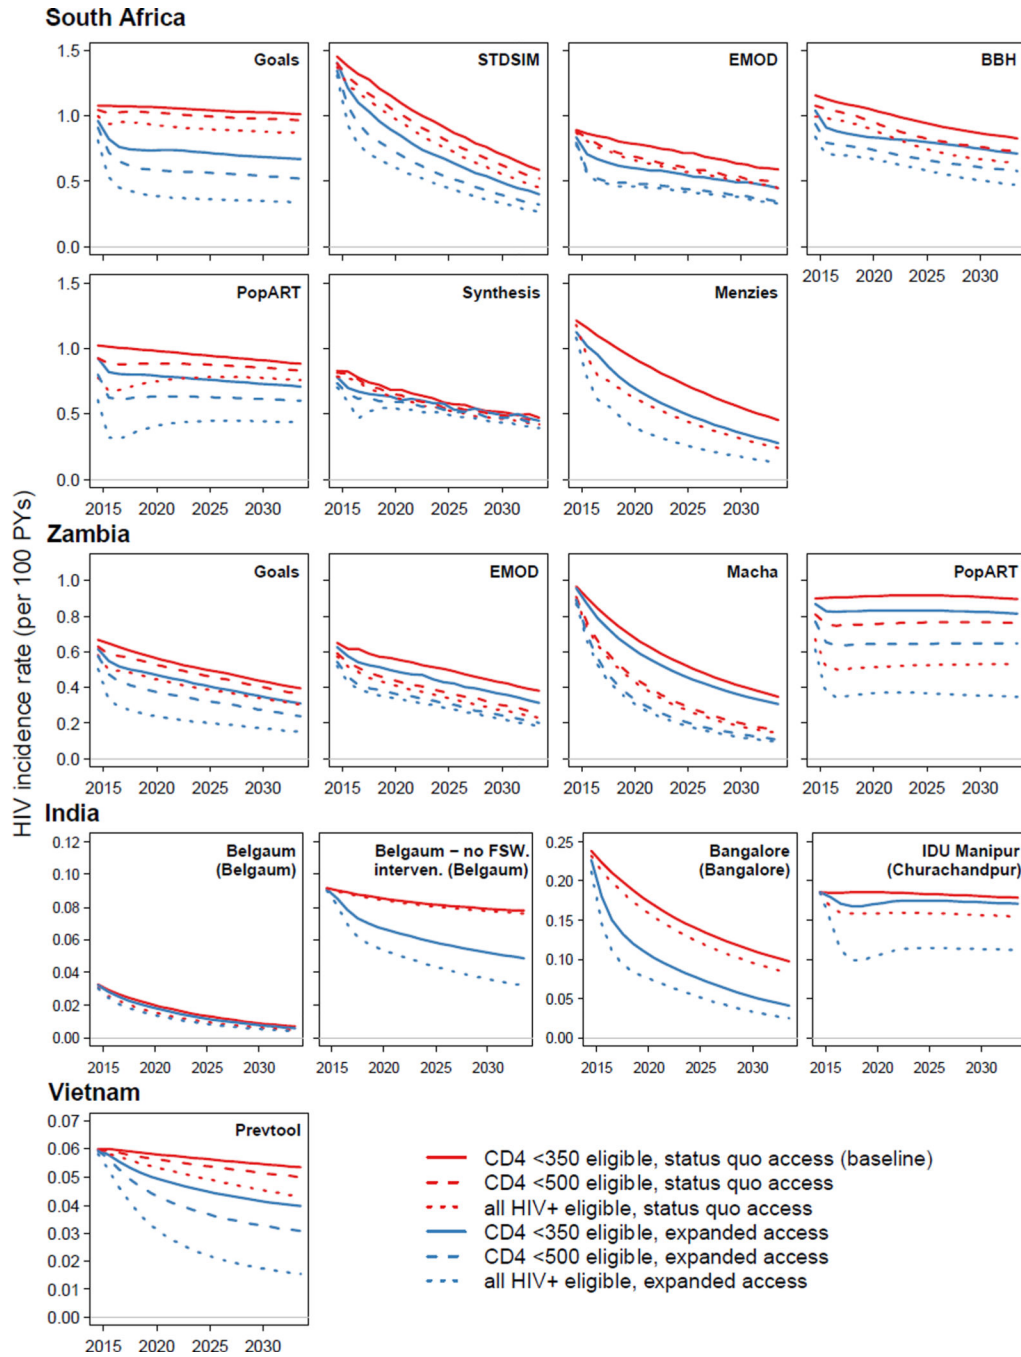 South Africa
Goals
STDSIM
EMOD
BBH
1.5
1.0
0.5
0.0
2015 2020 2025 2030
PopART
Synthesis
Menzies
1.5
1.0
0.5
0.0
2015 2020 2025 2030
2015 2020 2025 2030
2015 2020 2025 2030
HIV incidence rate (per 100 PYs)
Zambia
Goals
EMOD
Macha
PopART
1.0
0.8
0.6
0.4
0.2
0.0
2015 2020 2025 2030
2015 2020 2025 2030
2015 2020 2025 2030
2015 2020 2025 2030
India
Belgaum
(Belgaum)
Belgaum – no FSW.
interven. (Belgaum)
Bangalore
(Bangalore)
IDU Manipur
(Churachandpur)
0.12
0.10
0.08
0.06
0.04
0.02
0.00
0.25
0.20
0.15
0.10
0.05
0.00
2015 2020 2025 2030
2015 2020 2025 2030
2015 2020 2025 2030
2015 2020 2025 2030
Vietnam
Prevtool
0.07
0.06
0.05
0.04
0.03
0.02
0.01
0.00
2015 2020 2025 2030
CD4 <350 eligible, status quo access (baseline)
CD4 <500 eligible, status quo access
all HIV+ eligible, status quo access
CD4 <350 eligible, expanded access
CD4 <500 eligible, expanded access
all HIV+ eligible, expanded access